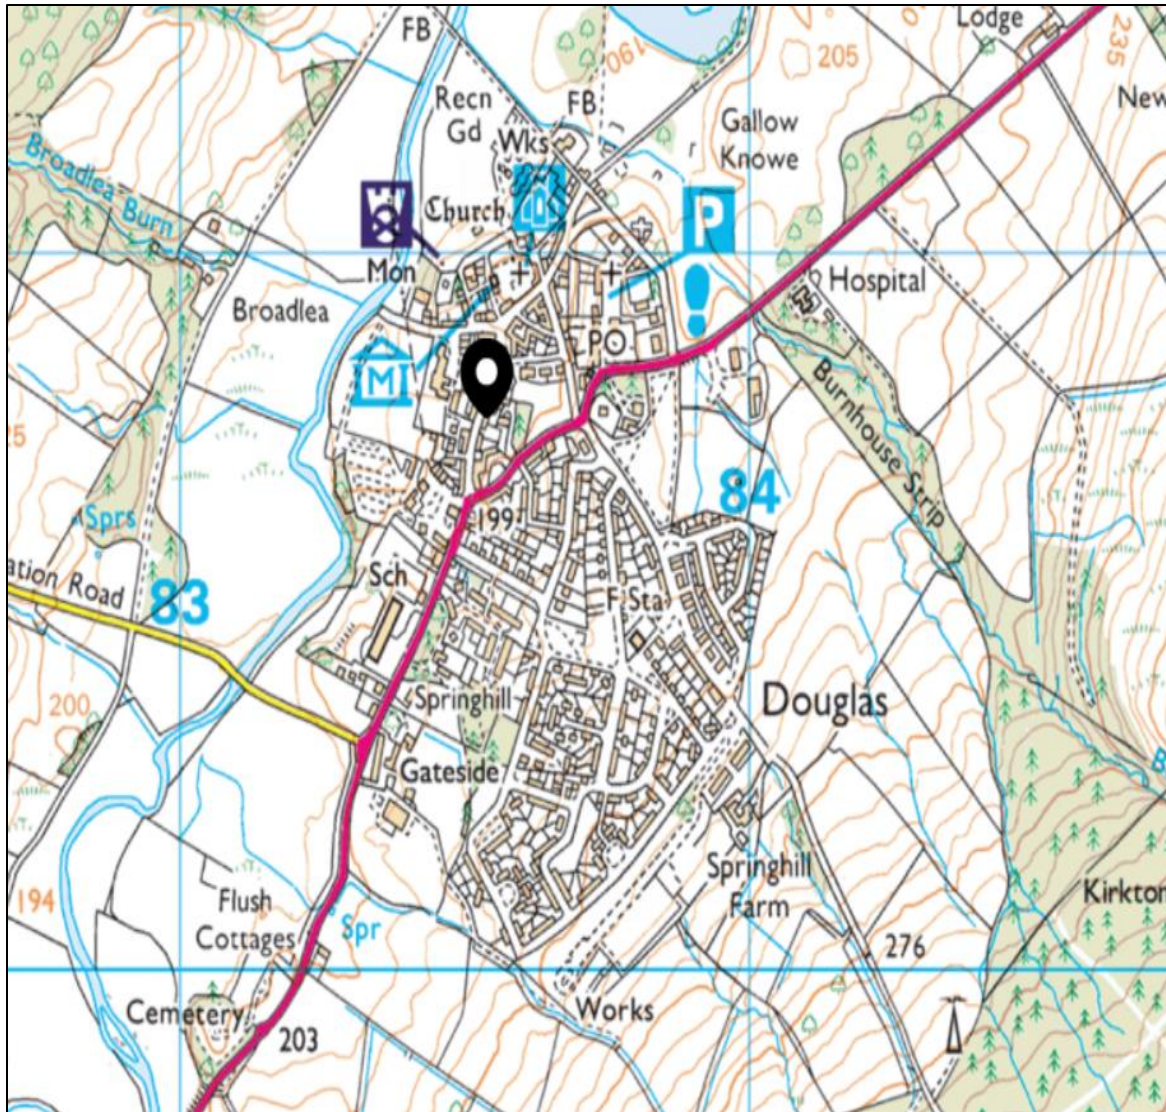 FB
Lodge
235
190
205
Recn
Gd
FB
Wks
Gallow
Knowe
New
Broadlea Burn
Church
P
Mon
Hospital
Broadlea
PO
M
Burnhouse Strip
25
84
Sprs
199
Sch
ation Road
83
F Sta
200
Springhill
Douglas
Gateside
B
Springhill
Farm
194
Flush
Cottages
Spr
Kirkton
276
Cemetery
Works
203